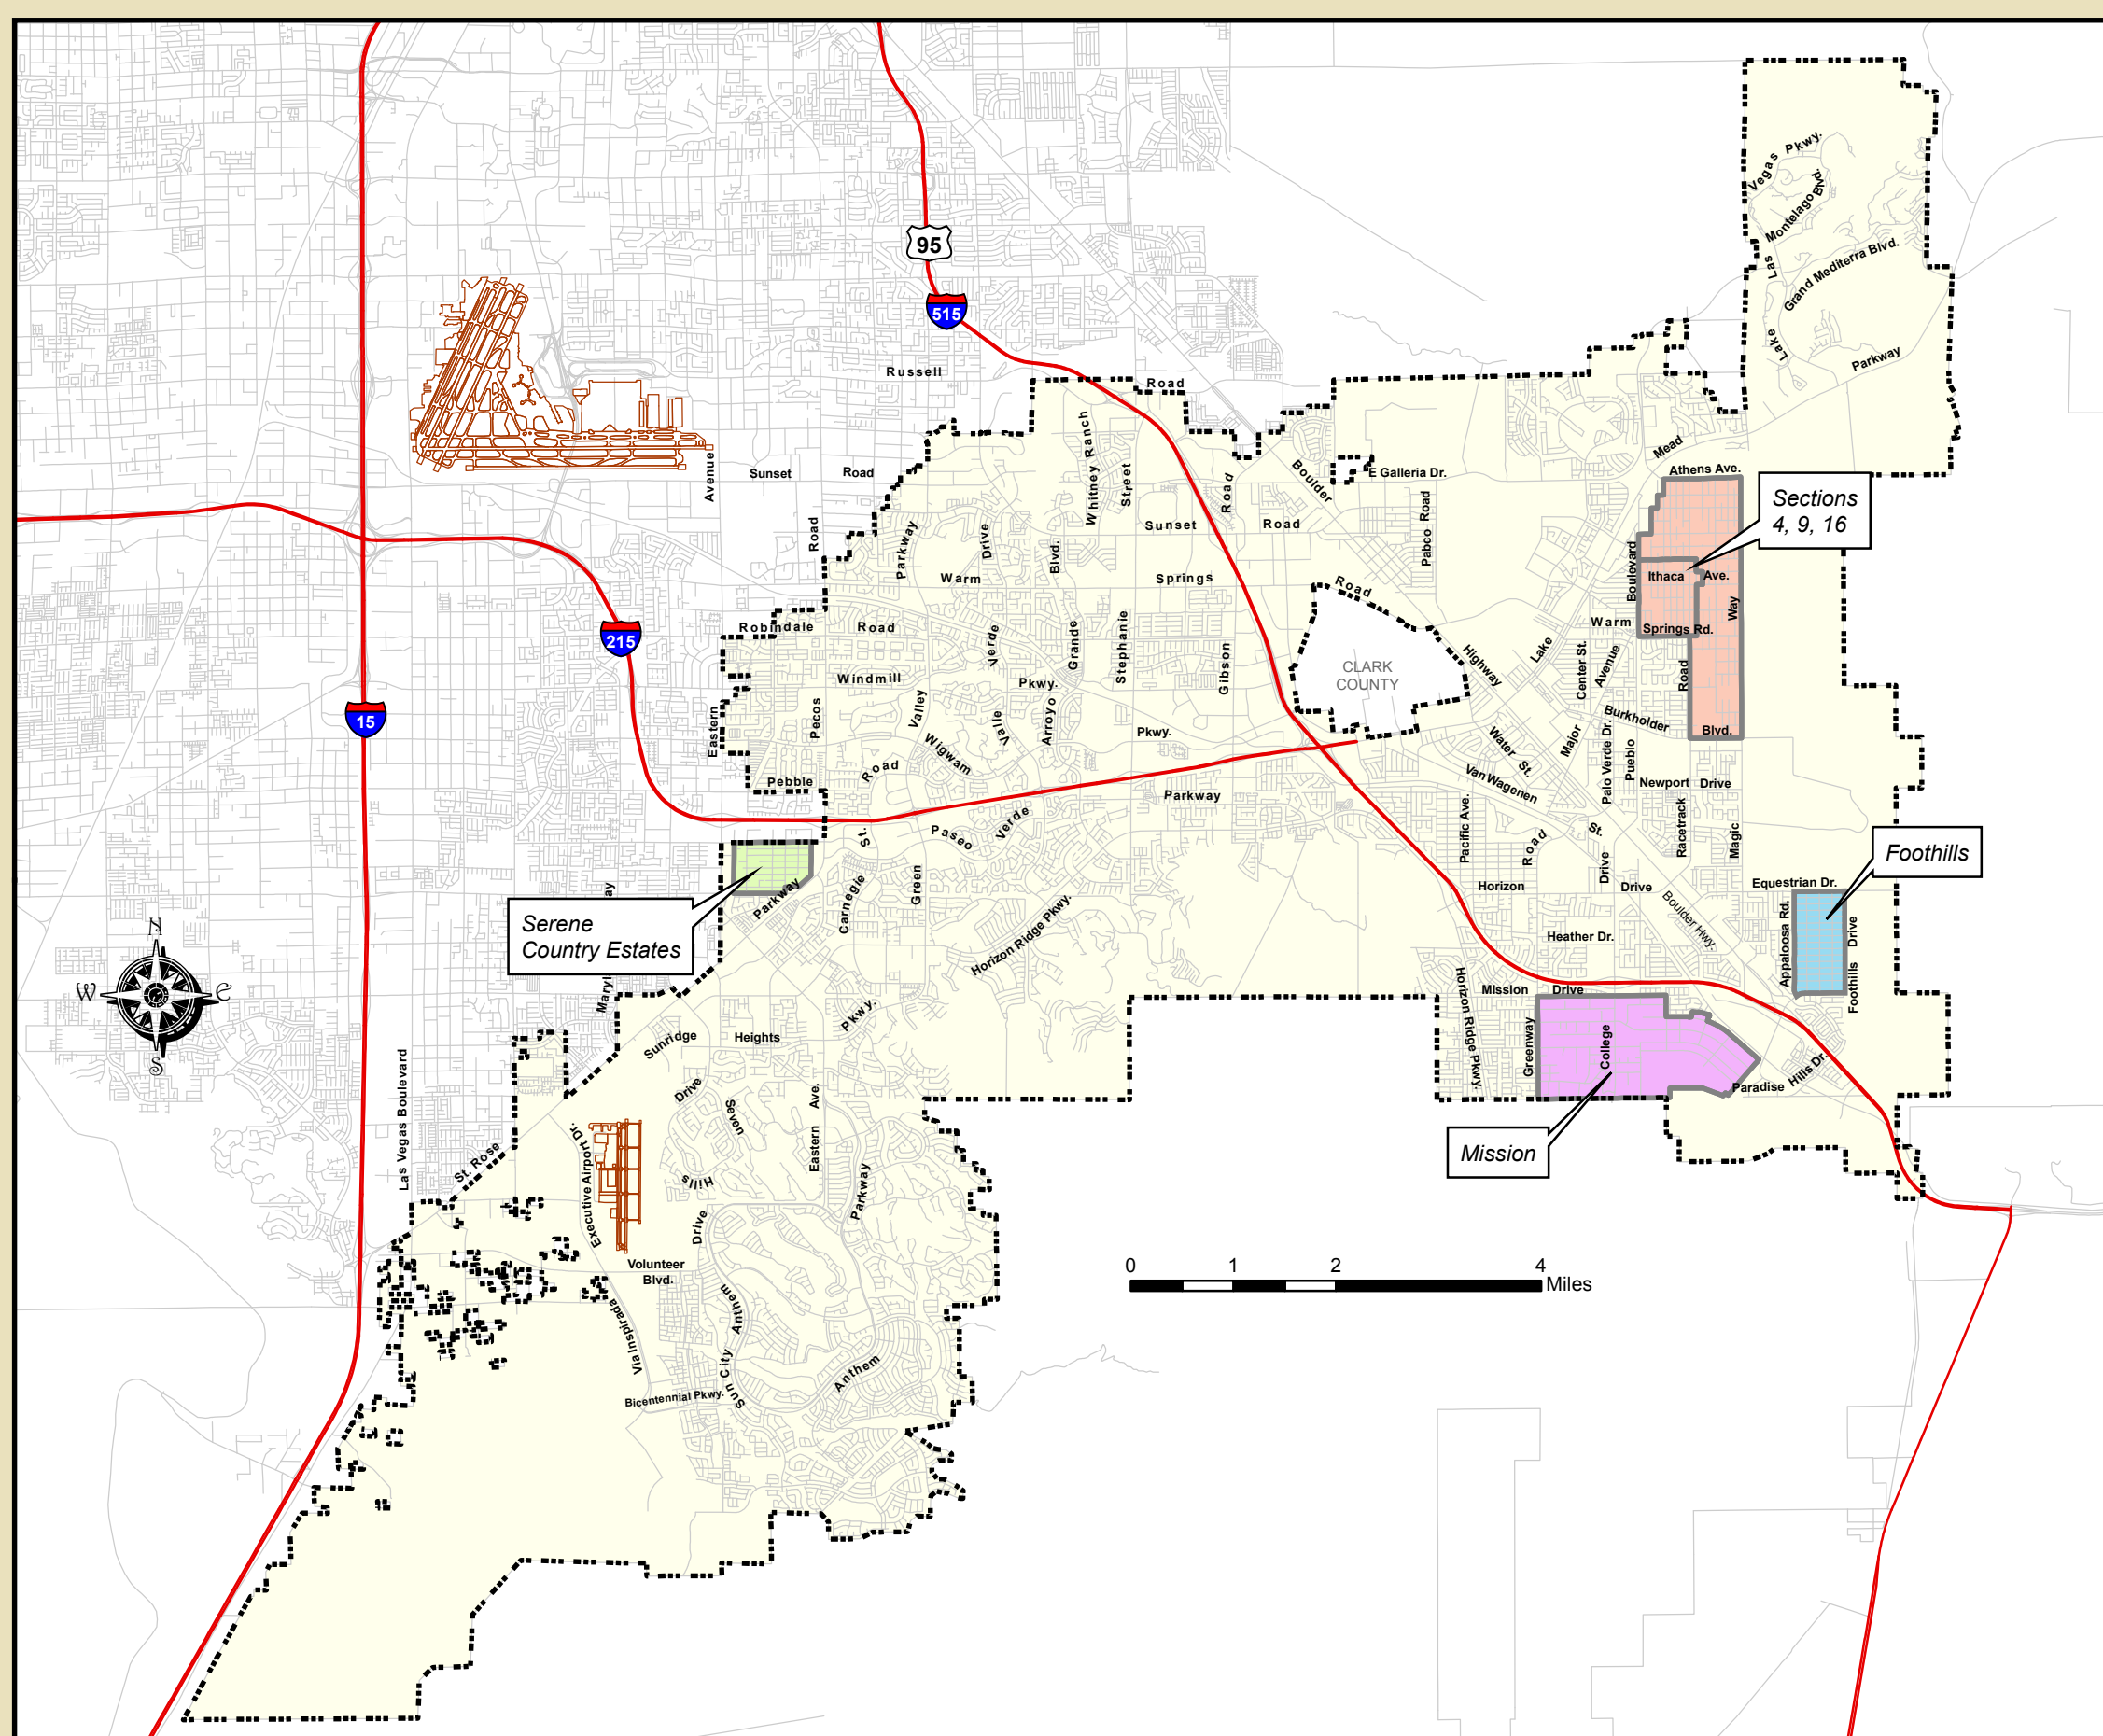 95
515
Russell
Road
Vegas Pkwy.
Montelago Blvd.
Grand Mediterra Blvd.
Las
Lake
Parkway
Mead
Athens Ave.
Sections
4, 9, 16
E Galleria Dr.
Boulder
Whitney Ranch
Street
Road
Avenue
Sunset
Road
Sunset
Road
Pabco Road
Road
Parkway
Drive
Blvd.
Warm
Springs
Road
Boulevard
Ithaca
Ave.
Way
Warm
Springs Rd.
215
Robindale
Road
Verde
Grande
Stephanie
Gibson
CLARK
COUNTY
Highway
Lake
Center St.
Avenue
Road
Windmill
Pkwy.
15
Eastern
Pecos
Valley
Valle
Arroyo
Pkwy.
Wigwam
Road
Pebble
Water St.
Major
Palo Verde Dr.
Pueblo
Burkholder
Blvd.
Van Wagenen
St.
Newport Drive
Parkway
Paseo
Verde
St.
Pacific Ave.
Road
Drive
Racetrack
Magic
Foothills
Carnegie
Green
Parkway
Serene
Country Estates
Horizon Ridge Pkwy.
Horizon
Drive
Equestrian Dr.
Boulder Hwy.
Heather Dr.
Appaloosa Rd.
Foothills Drive
N
W
E
S
Mission Drive
Horizon Ridge Pkwy.
Greenway
College
Paradise
Hills Dr.
Mission
Sunridge
Heights
Pkwy.
Drive
Seven
Hills
Drive
Eastern Ave.
Parkway
Las Vegas Boulevard
St. Rose
Executive Airport Dr.
Volunteer
Blvd.
Via Inspirada
Sun City
Anthem
Anthem
Bicentennial Pkwy.
0 1 2 4
Miles